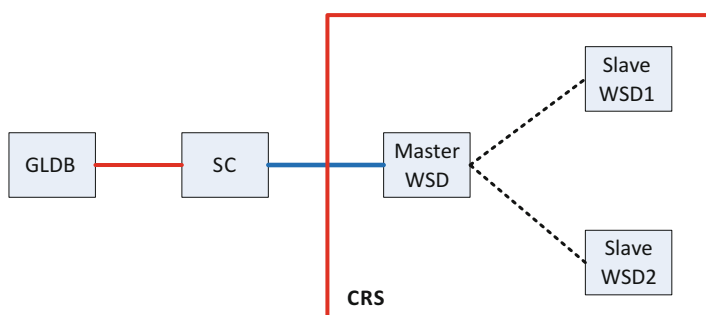 GLDB
SC
Master
WSD
Slave
WSD1
Slave
WSD2
CRS